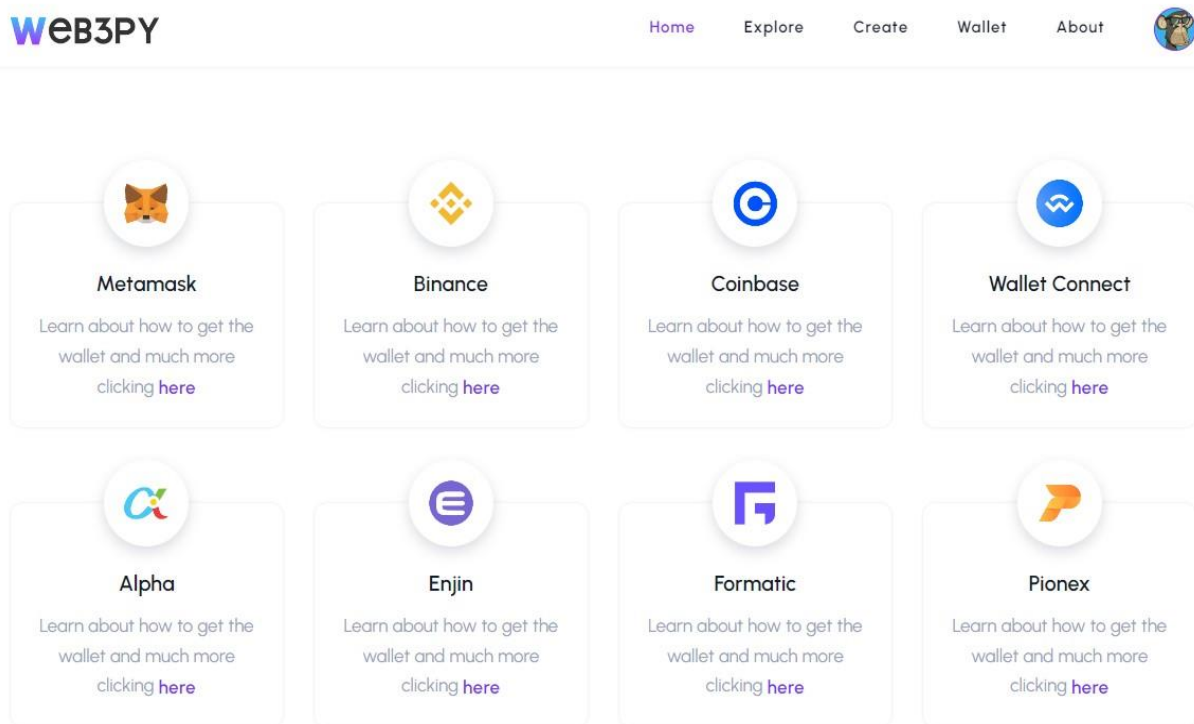 WEB3PY
Home Explore Create Wallet About
Metamask
Learn about how to get the
wallet and much more
clicking here
Binance
Learn about how to get the
wallet and much more
clicking here
Coinbase
Learn about how to get the
wallet and much more
clicking here
Wallet Connect
Learn about how to get the
wallet and much more
clicking here
Alpha
Learn about how to get the
wallet and much more
clicking here
Enjin
Learn about how to get the
wallet and much more
clicking here
Formatic
Learn about how to get the
wallet and much more
clicking here
Pionex
Learn about how to get the
wallet and much more
clicking here